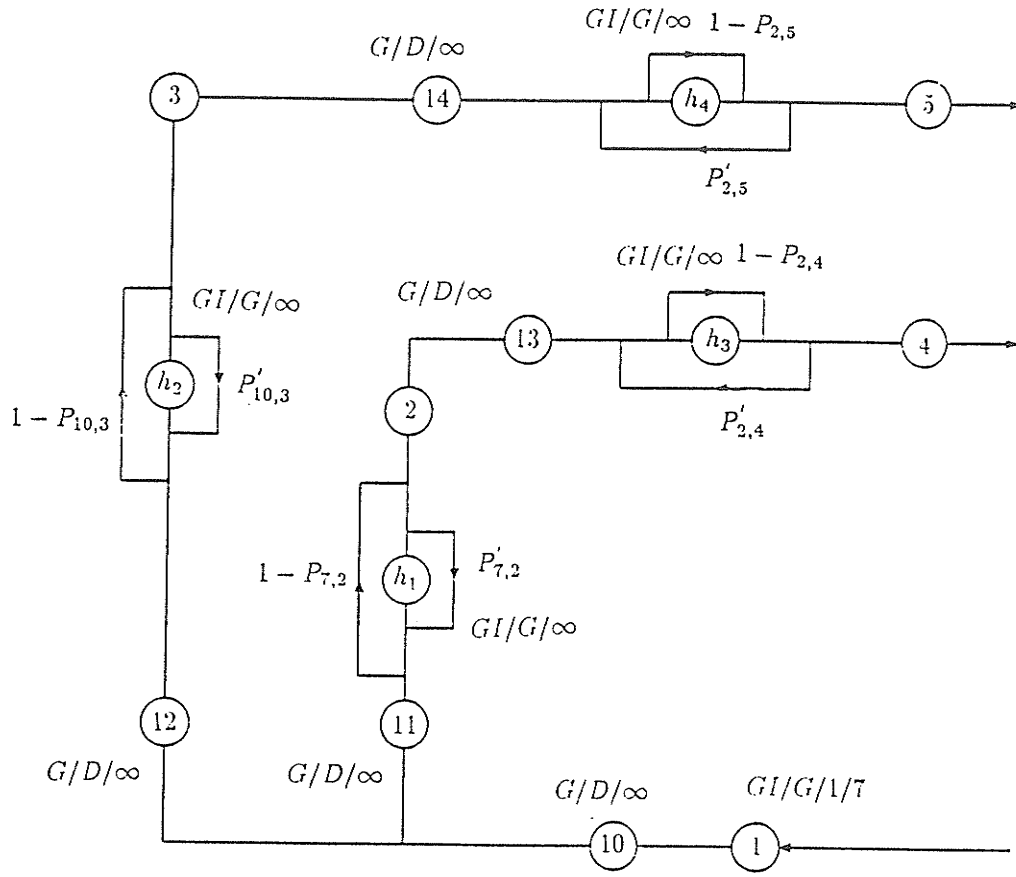 GI/G/∞ 1 − P2,5
G/D/∞
3
14
h4
5
P'2,5
GI/G/∞ 1 − P2,4
GI/G/∞
G/D/∞
13
h3
4
h2
P'10,3
2
P'2,4
1 − P10,3
1 − P7,2
h1
P'7,2
GI/G/∞
12
11
G/D/∞
G/D/∞
G/D/∞
GI/G/1/7
10
1